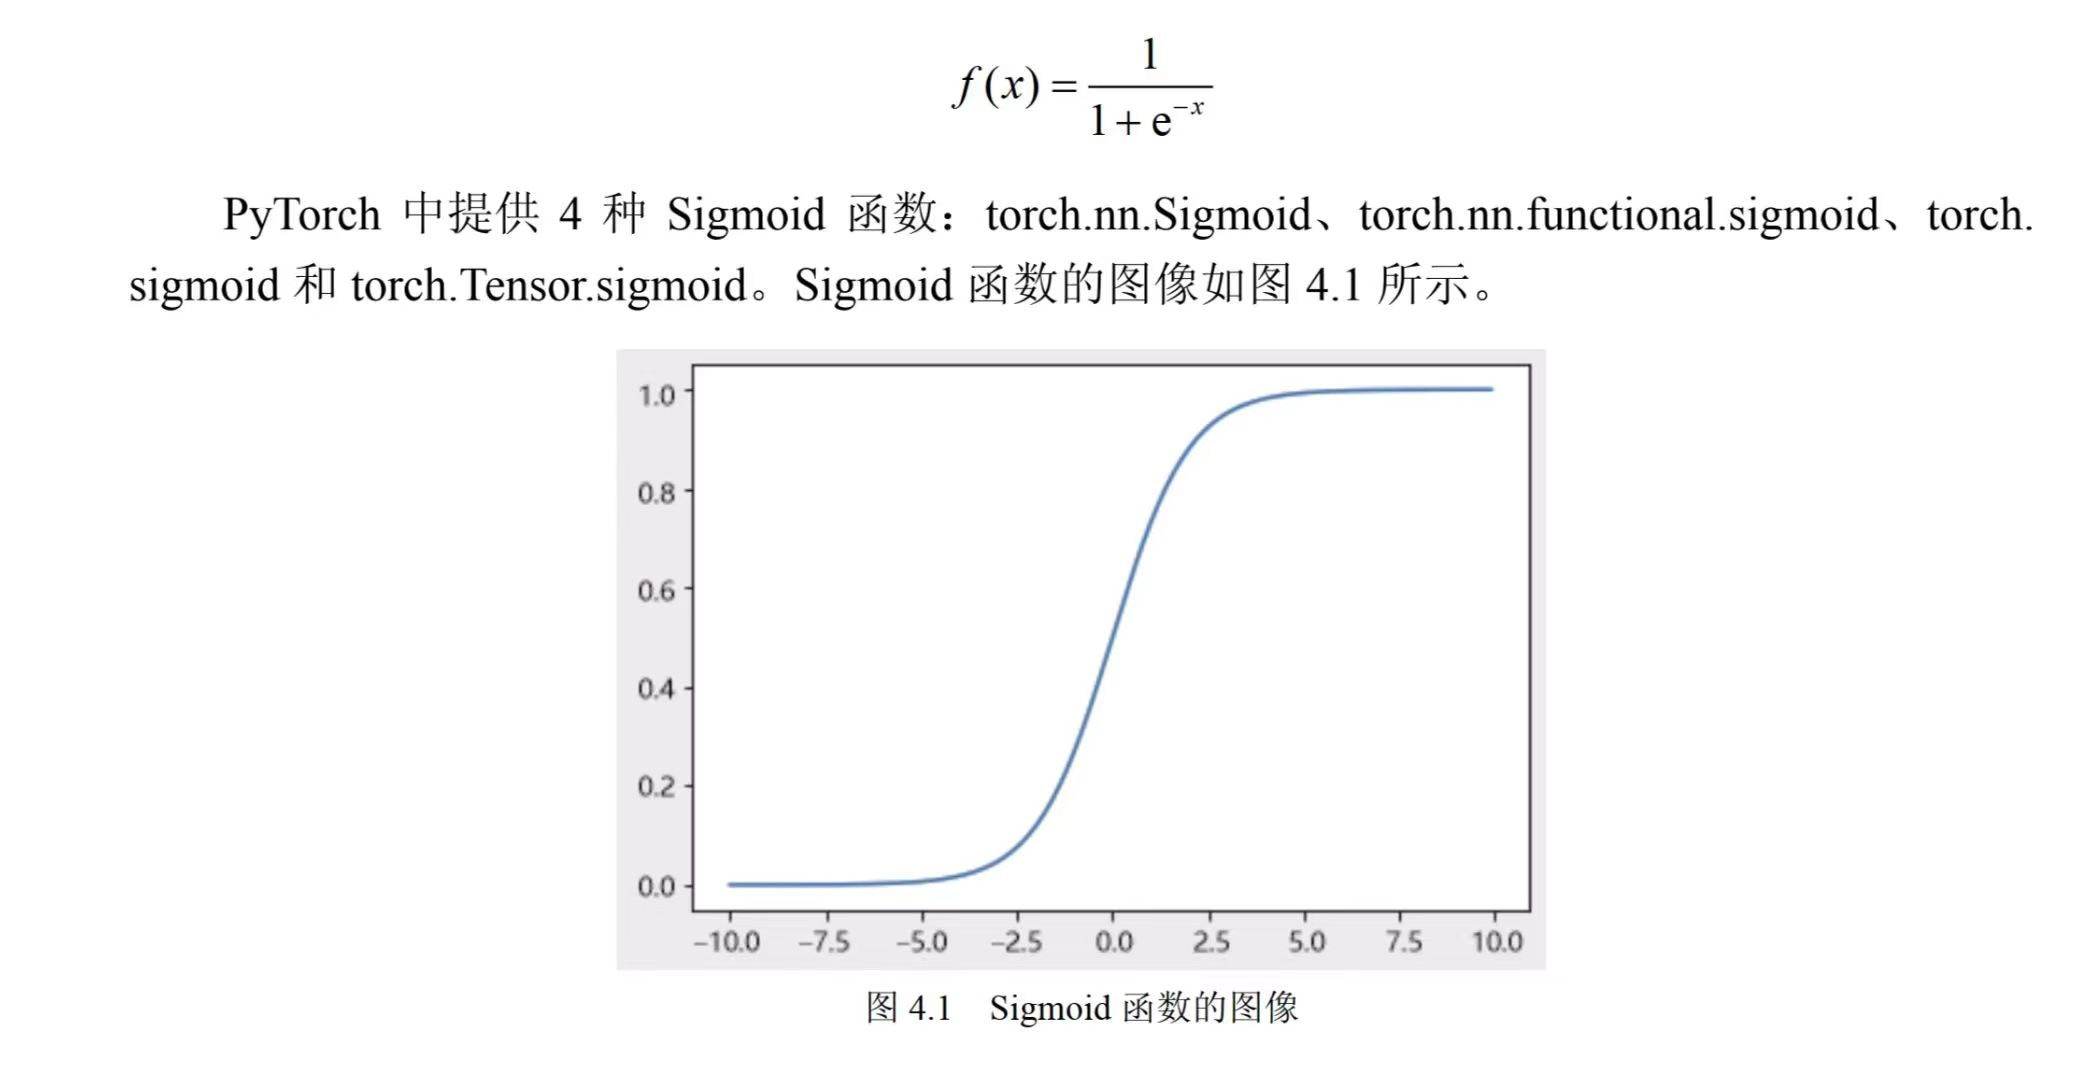 f(x) = 1 / (1 + e^{-x})
PyTorch 中提供 4 种 Sigmoid 函数：torch.nn.Sigmoid、torch.nn.functional.sigmoid、torch.
sigmoid 和 torch.Tensor.sigmoid。Sigmoid 函数的图像如图 4.1 所示。
1.0
0.8
0.6
0.4
0.2
0.0
−10.0 −7.5 −5.0 −2.5 0.0 2.5 5.0 7.5 10.0
图 4.1 Sigmoid 函数的图像